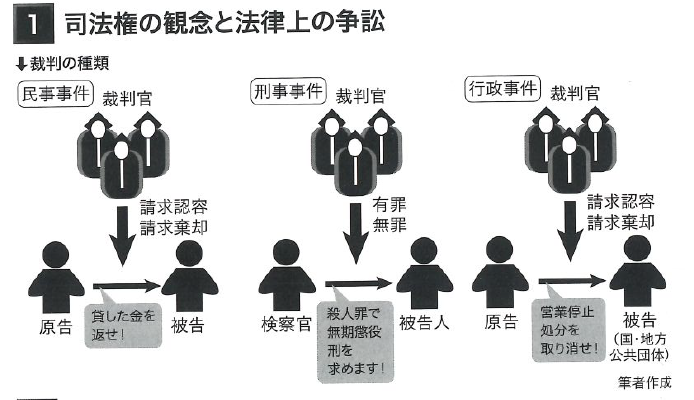 1 司法権の観念と法律上の争訟
⬇裁判の種類
民事事件 裁判官
請求認容
請求棄却
原告
貸した金を
返せ!
被告
刑事事件 裁判官
有罪
無罪
検察官
殺人罪で
無期懲役
刑を
求めます!
被告人
行政事件 裁判官
請求認容
請求棄却
原告
営業停止
処分を
取り消せ!
被告
(国・地方
公共団体)
筆者作成